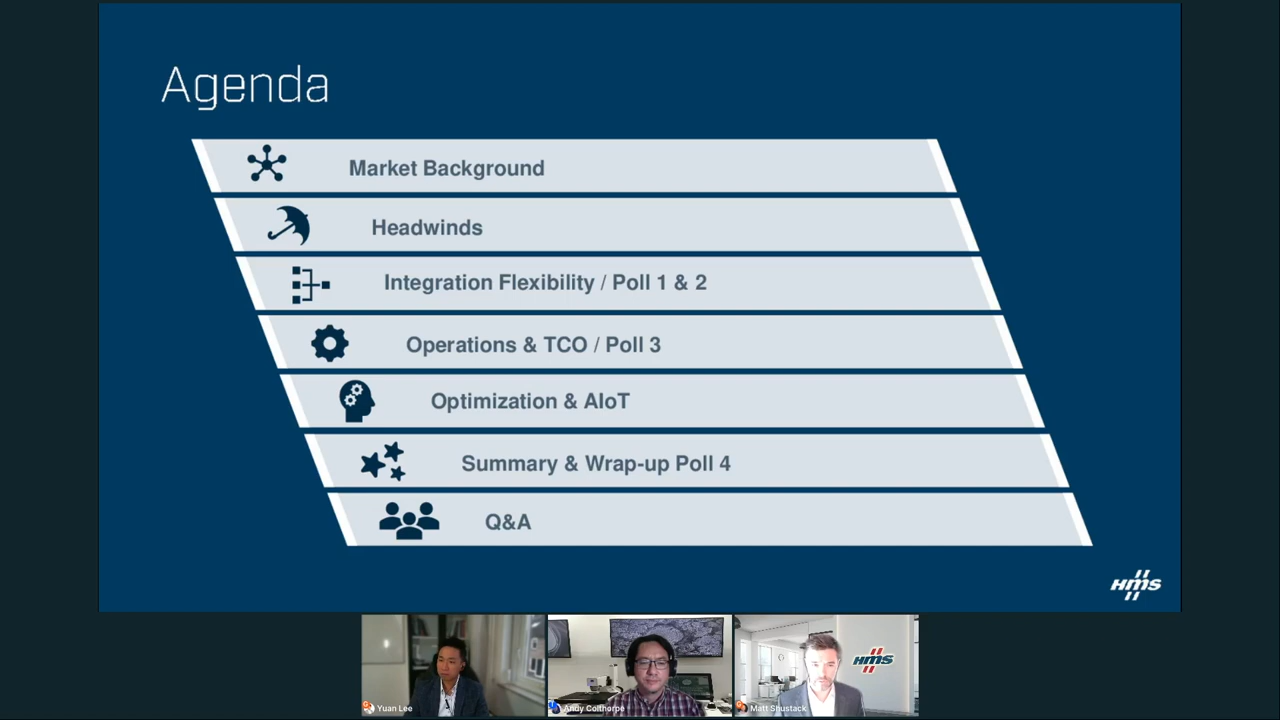 Agenda
Market Background
Headwinds
Integration Flexibility / Poll 1 & 2
Operations & TCO / Poll 3
Optimization & AIoT
Summary & Wrap-up Poll 4
Q&A
HMS
HMS
Yuan Lee
Andy Colthorpe
Matt Shustack